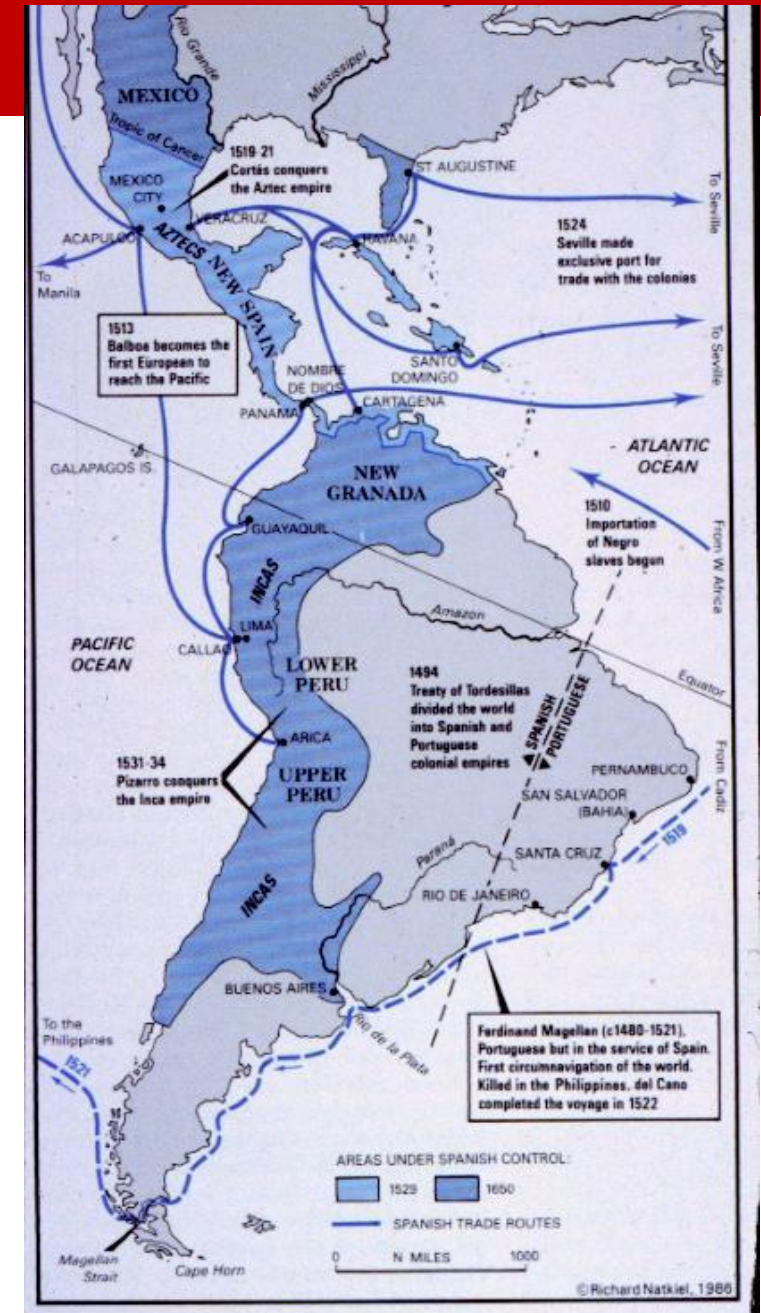 Rio Grande
Mississippi
MEXICO
Tropic of Cancer
1519-21
Cortés conquers
the Aztec empire
ST AUGUSTINE
To Seville
MEXICO
CITY
VERACRUZ
ACAPULCO
AZTECS
HAVANA
1524
Seville made
exclusive port for
trade with the colonias
To
Manila
NEW SPAIN
1513
Balboe becomes the
first European to
reach the Pacific
To Seville
SANTO
DOMINGO
NOMBRE
DE DIOS
PANAMA
CARTAGENA
GALAPAGOS IS.
ATLANTIC
OCEAN
NEW
GRANADA
1510
Importation
of Negro
slaves begun
From W Africa
GUAYAQUIL
INCAS
Amazon
LIMA
CALLAO
PACIFIC
OCEAN
LOWER
PERU
1494
Treaty of Tordesillas
divided the world
into Spanish and
Portuguese
colonial empires
SPANISH
PORTUGUESE
Equator
ARICA
1531-34
Pizarro conquers
the Inca empire
UPPER
PERU
PERNAMBUCO
From Cadiz
SAN SALVADOR
(BAHIA)
1519
Paraná
SANTA CRUZ
INCAS
RIO DE JANEIRO
BUENOS AIRES
Rio de la Plata
To the
Philippines
1521
Ferdinand Magellan (c1480-1521),
Portuguese but in the service of Spain.
First circumnavigation of the world.
Killed in the Philippines, del Cano
completed the voyage in 1522
AREAS UNDER SPANISH CONTROL:
1529 1650
SPANISH TRADE ROUTES
0 N MILES 1000
Magellan
Strait
Cape Horn
©Richard Natkiel, 1986